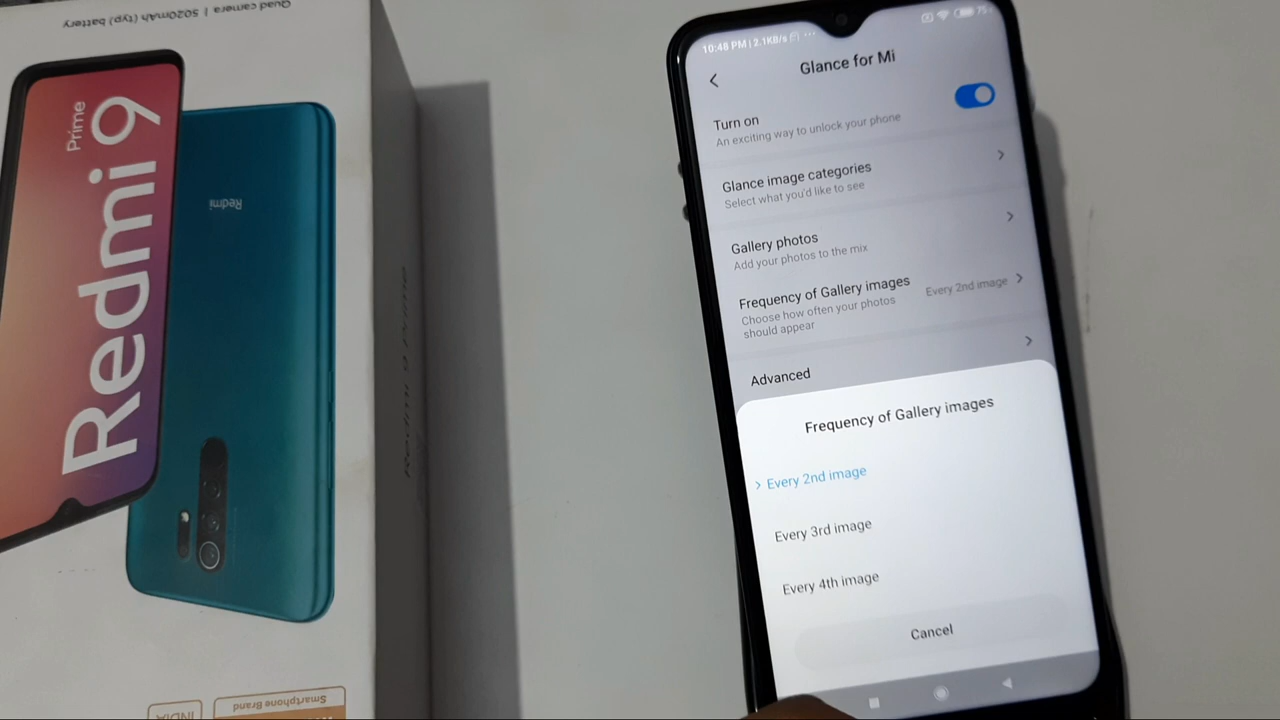 Quad camera | 5020mAh (typ) battery
Redmi 9
Prime
Redmi
Redmi 9 Prime
Smartphone Brand
INDIA
10:48 PM | 2.1KB/s
Glance for Mi
Turn on
An exciting way to unlock your phone
Glance image categories
Select what you'd like to see
Gallery photos
Add your photos to the mix
Frequency of Gallery images
Every 2nd image
Choose how often your photos
should appear
Advanced
Frequency of Gallery images
Every 2nd image
Every 3rd image
Every 4th image
Cancel